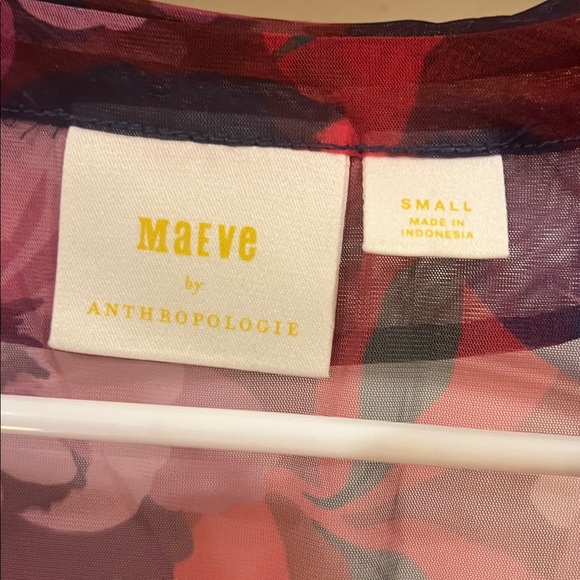 MaEve
by
ANTHROPOLOGIE
SMALL
MADE IN
INDONESIA